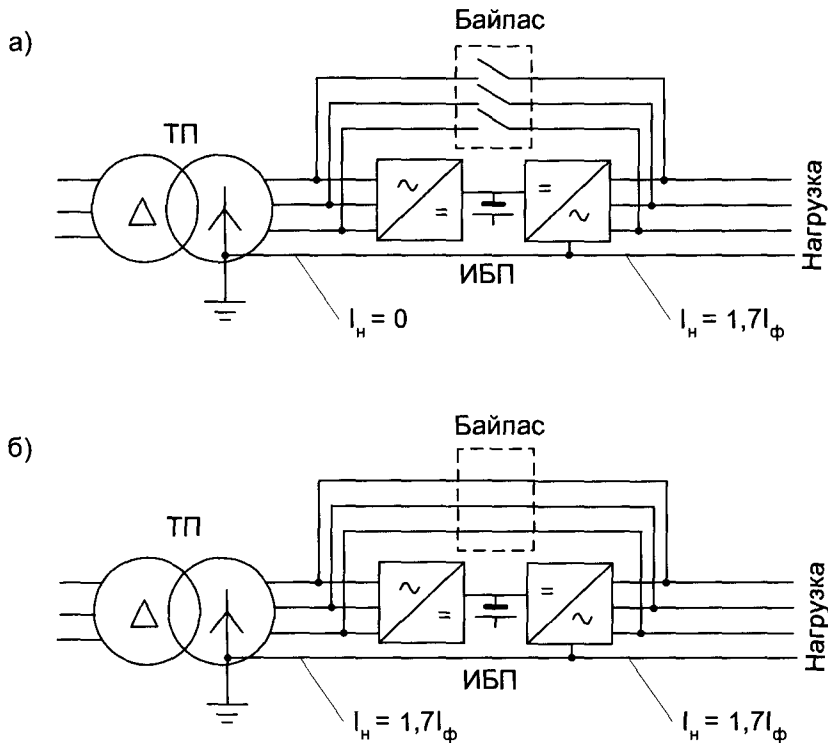 а)
Байпас
ТП
~
=
=
~
ИБП
Нагрузка
Iн = 0
Iн = 1,7Iф
б)
Байпас
ТП
~
=
=
~
ИБП
Нагрузка
Iн = 1,7Iф
Iн = 1,7Iф